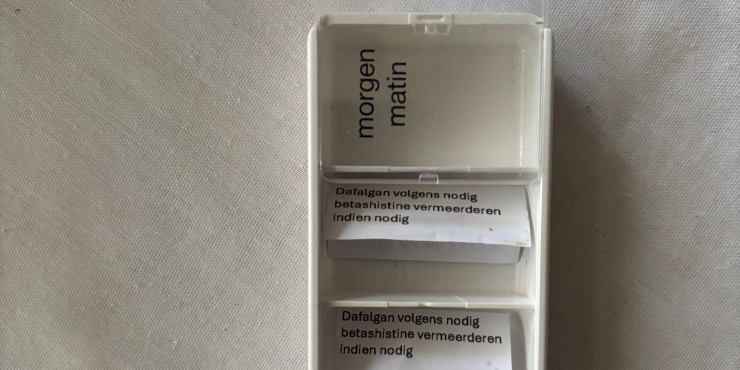 morgen
matin
Dafalgan volgens nodig
betashistine vermeerderen
indien nodig
Dafalgan volgens nodig
betashistine vermeerderen
indien nodig